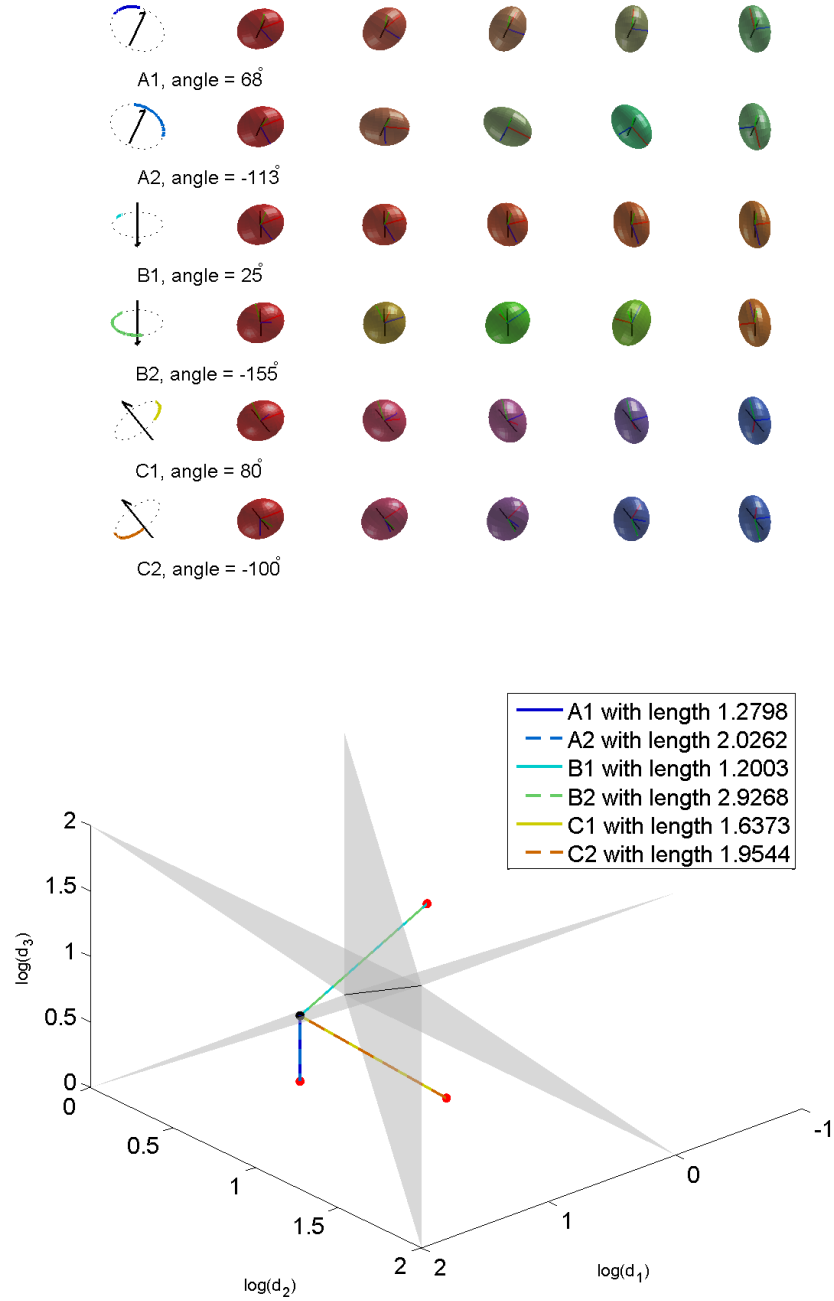 A1, angle = 68°
A2, angle = -113°
B1, angle = 25°
B2, angle = -155°
C1, angle = 80°
C2, angle = -100°
A1 with length 1.2798
A2 with length 2.0262
B1 with length 1.2003
B2 with length 2.9268
C1 with length 1.6373
C2 with length 1.9544
2
1.5
1
0.5
0
log(d3)
0
0.5
1
1.5
2
log(d2)
2
1
0
-1
log(d1)